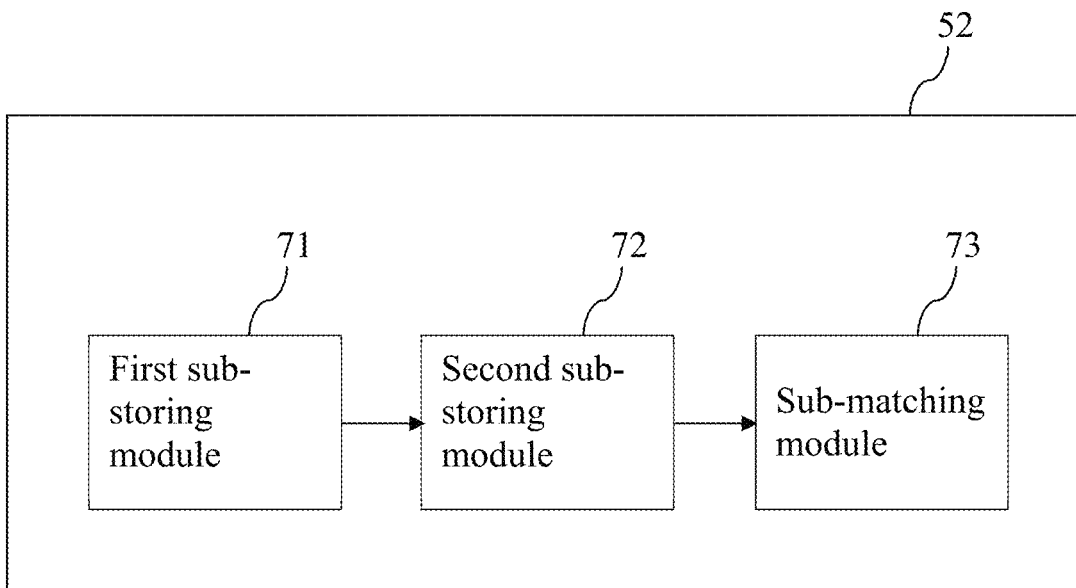 52
71
72
73
First sub-
storing
module
Second sub-
storing
module
Sub-matching
module